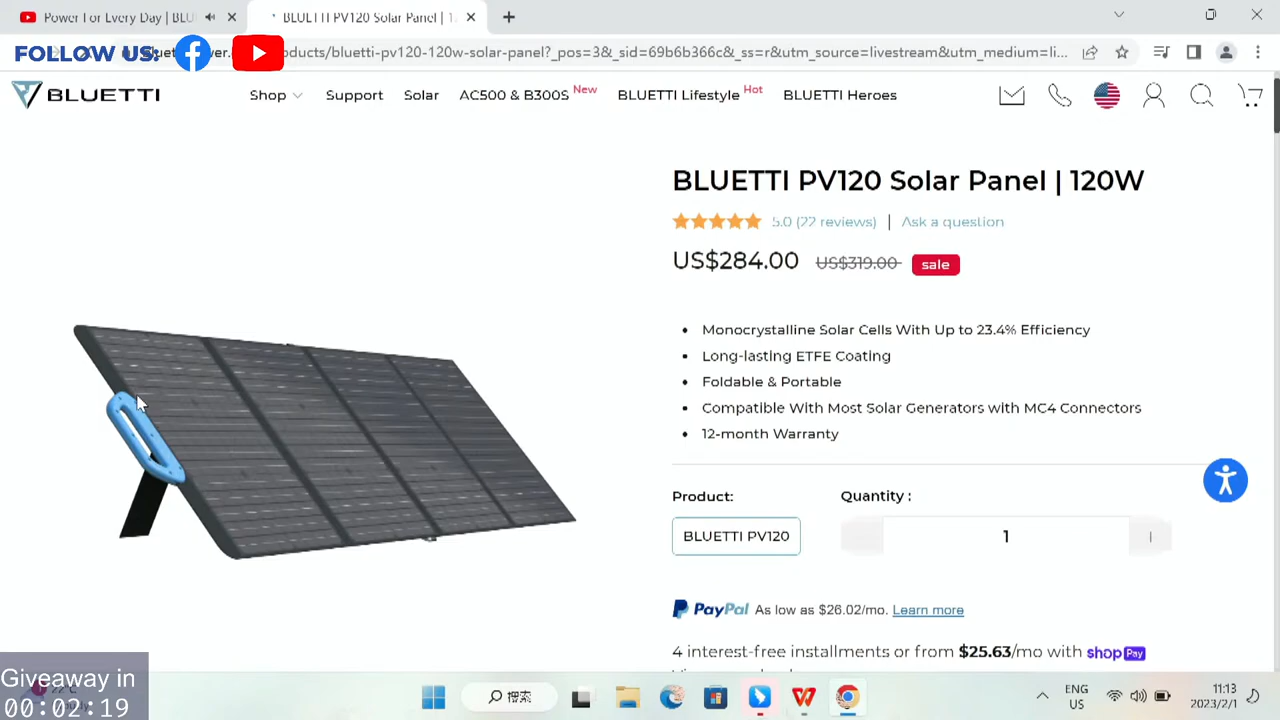 Power For Every Day | BLU
BLUETTI PV120 Solar Panel | 1
FOLLOW US:
products/bluetti-pv120-120w-solar-panel?_pos=3&_sid=69b6b366c&_ss=r&utm_source=livestream&utm_medium=li...
BLUETTI
Shop
Support
Solar
AC500 & B300S New
BLUETTI Lifestyle Hot
BLUETTI Heroes
BLUETTI PV120 Solar Panel | 120W
5.0 (22 reviews) | Ask a question
US$284.00 US$319.00 sale
• Monocrystalline Solar Cells With Up to 23.4% Efficiency
• Long-lasting ETFE Coating
• Foldable & Portable
• Compatible With Most Solar Generators with MC4 Connectors
• 12-month Warranty
Product:
Quantity :
BLUETTI PV120
1
PayPal As low as $26.02/mo. Learn more
4 interest-free installments or from $25.63/mo with shop Pay
Giveaway in
00:02:19
搜索
ENG
US
11:13
2023/2/1